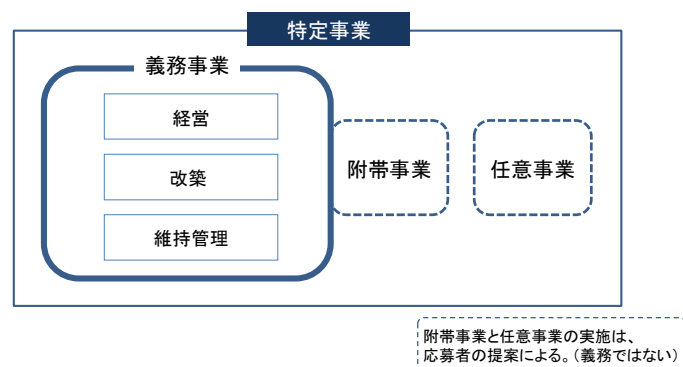 特定事業
義務事業
経営
改築
維持管理
附帯事業
任意事業
附帯事業と任意事業の実施は、
応募者の提案による。(義務ではない)